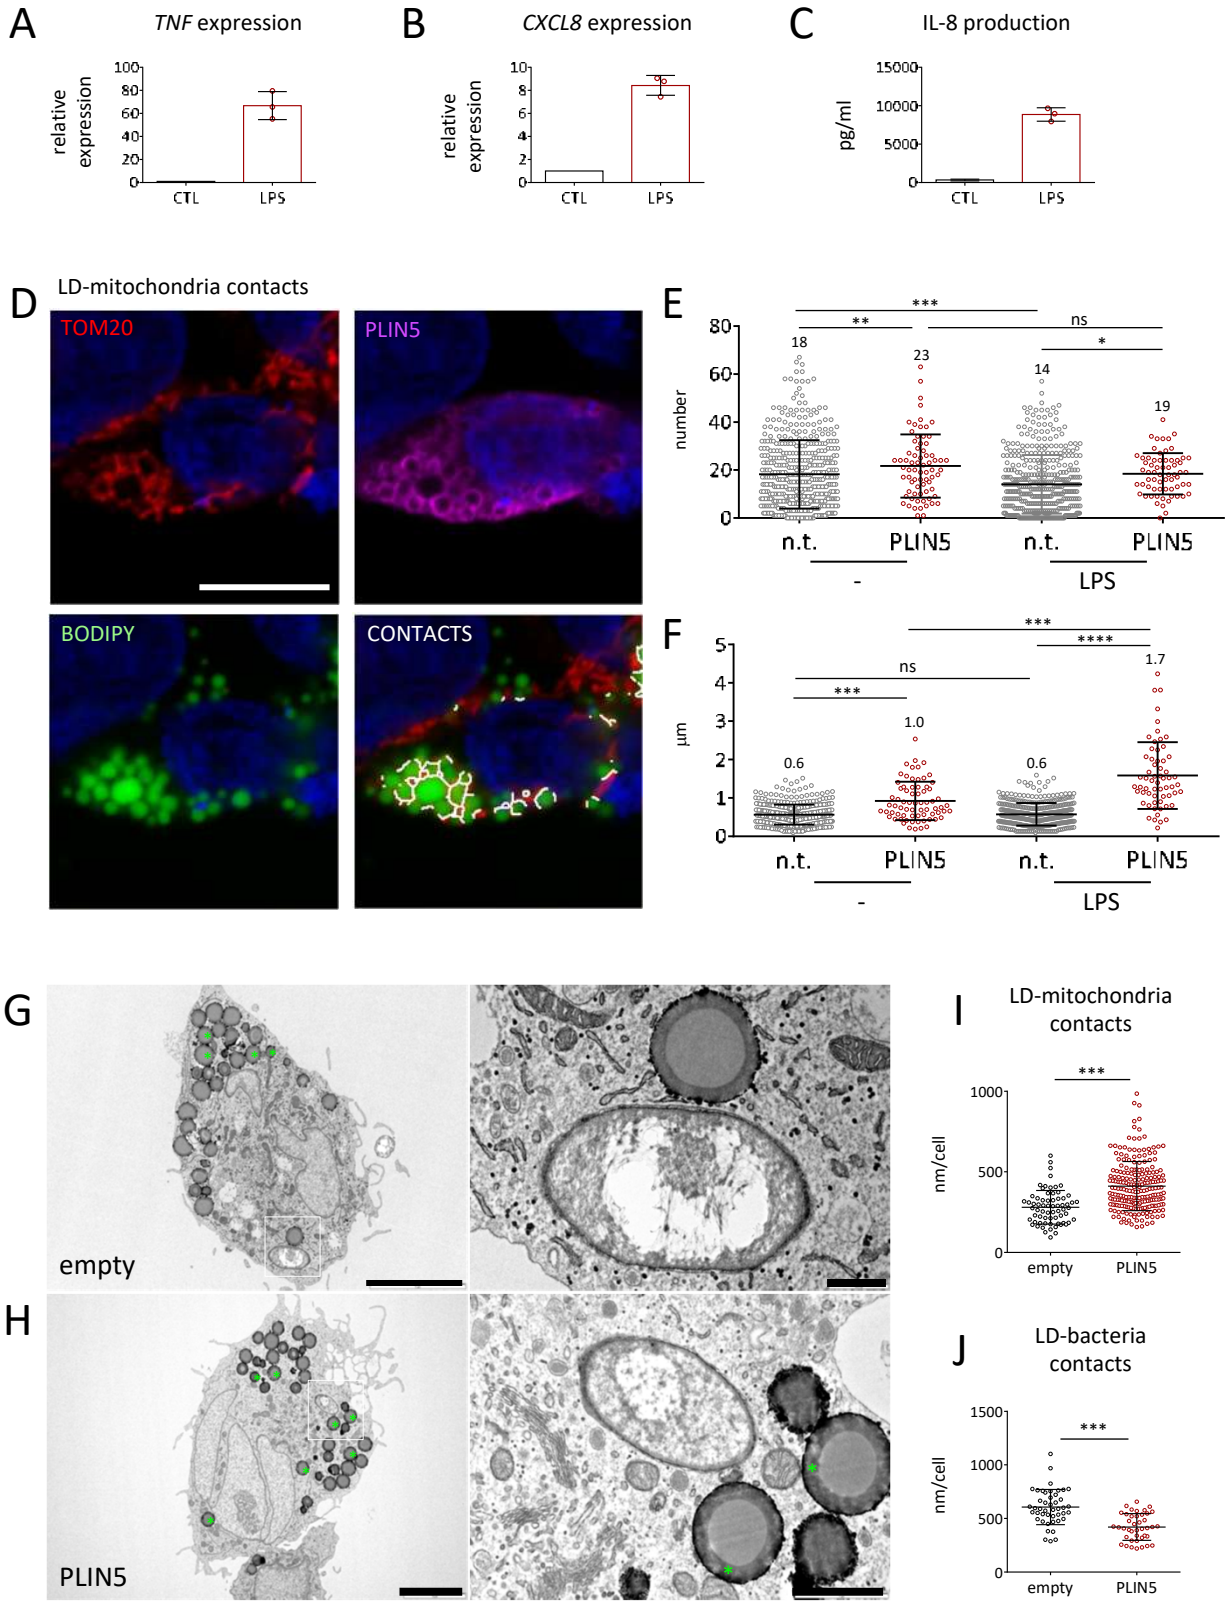 A
TNF expression
relative
expression
100
80
60
40
20
0
CTL
LPS
B
CXCL8 expression
relative
expression
10
8
6
4
2
0
CTL
LPS
C
IL-8 production
pg/ml
15000
10000
5000
0
CTL
LPS
D
LD-mitochondria contacts
TOM20
PLIN5
BODIPY
CONTACTS
E
number
80
60
40
20
0
***
**
ns
*
18
23
14
19
n.t.
PLIN5
n.t.
PLIN5
-
LPS
F
μm
5
4
3
2
1
0
***
****
ns
***
1.7
1.0
0.6
0.6
n.t.
PLIN5
n.t.
PLIN5
-
LPS
G
empty
H
PLIN5
I
LD-mitochondria
contacts
***
nm/cell
1000
500
0
empty
PLIN5
J
LD-bacteria
contacts
***
nm/cell
1500
1000
500
0
empty
PLIN5